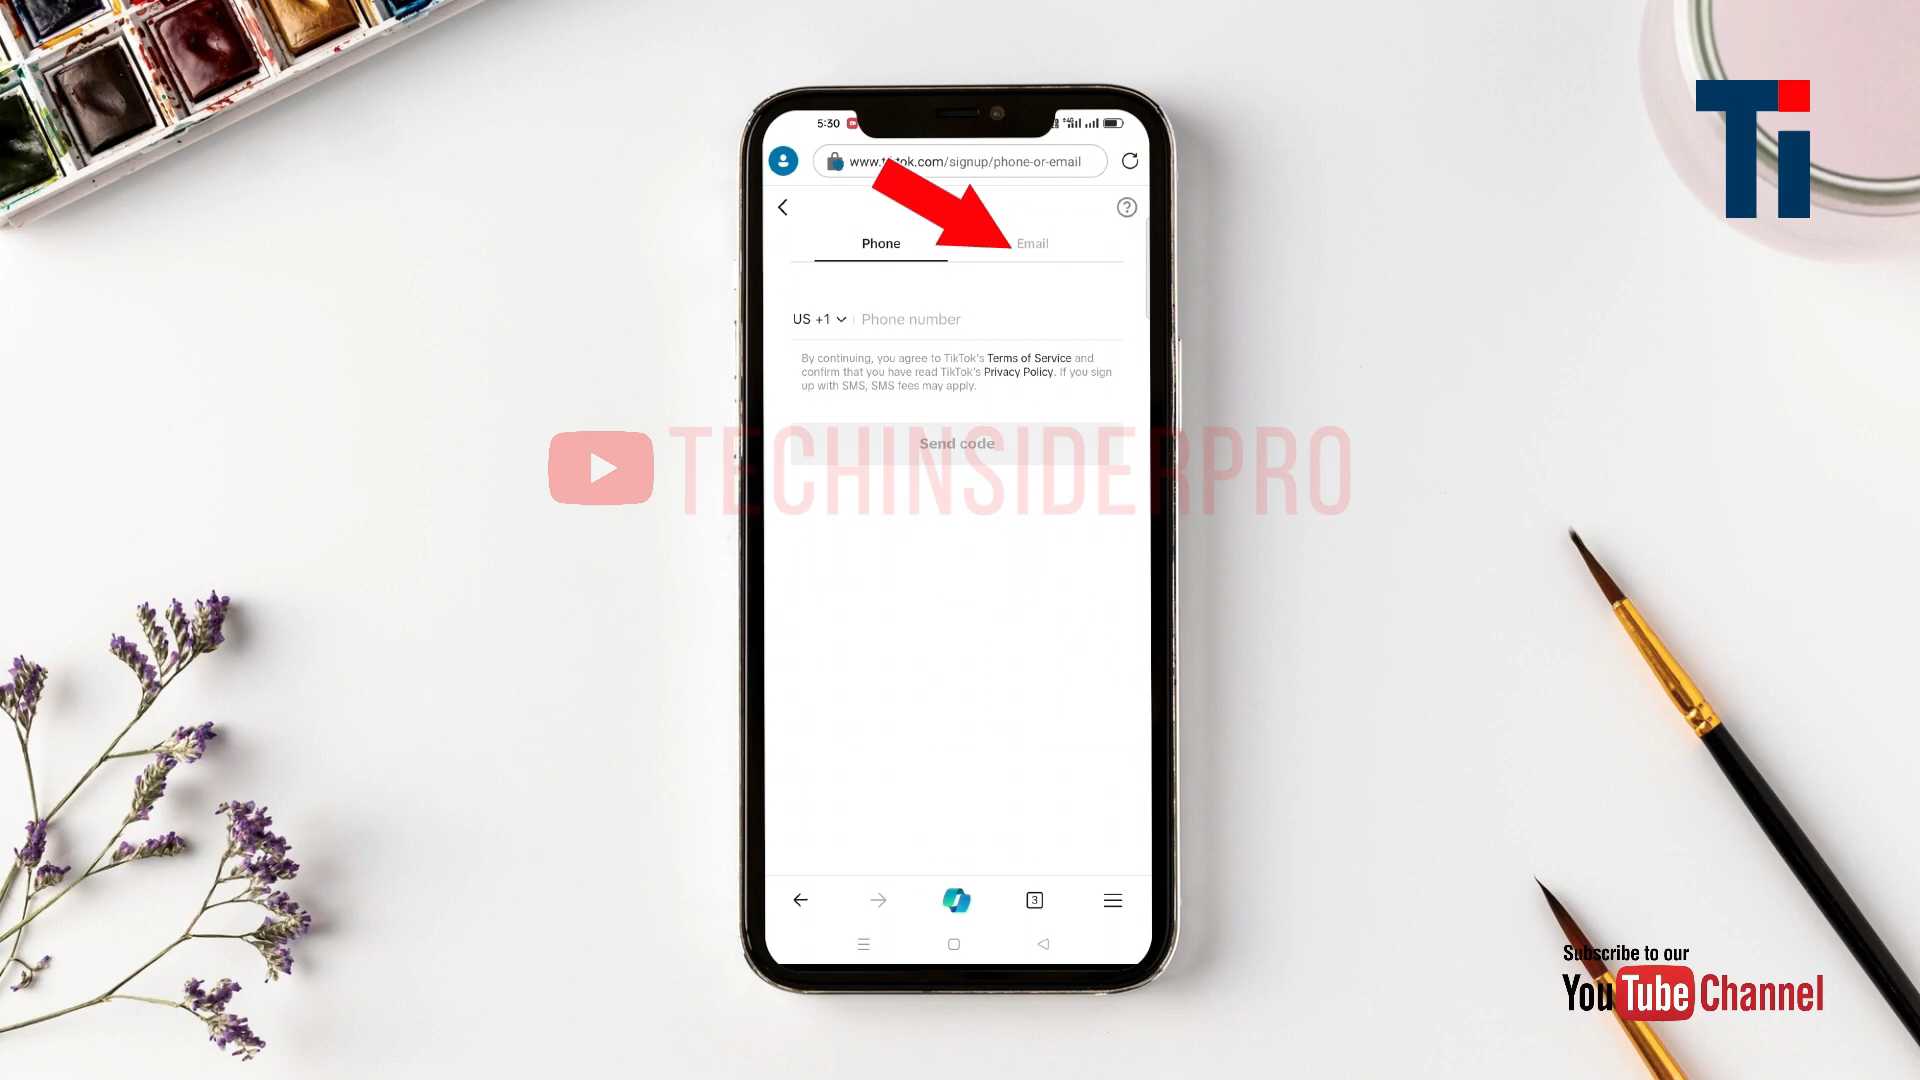 Ti
5:30
www.tiktok.com/signup/phone-or-email
Phone
Email
US +1
Phone number
By continuing, you agree to TikTok's Terms of Service and
confirm that you have read TikTok's Privacy Policy. If you sign
up with SMS, SMS fees may apply.
Send code
TECHINSIDERPRO
3
Subscribe to our
YouTube Channel